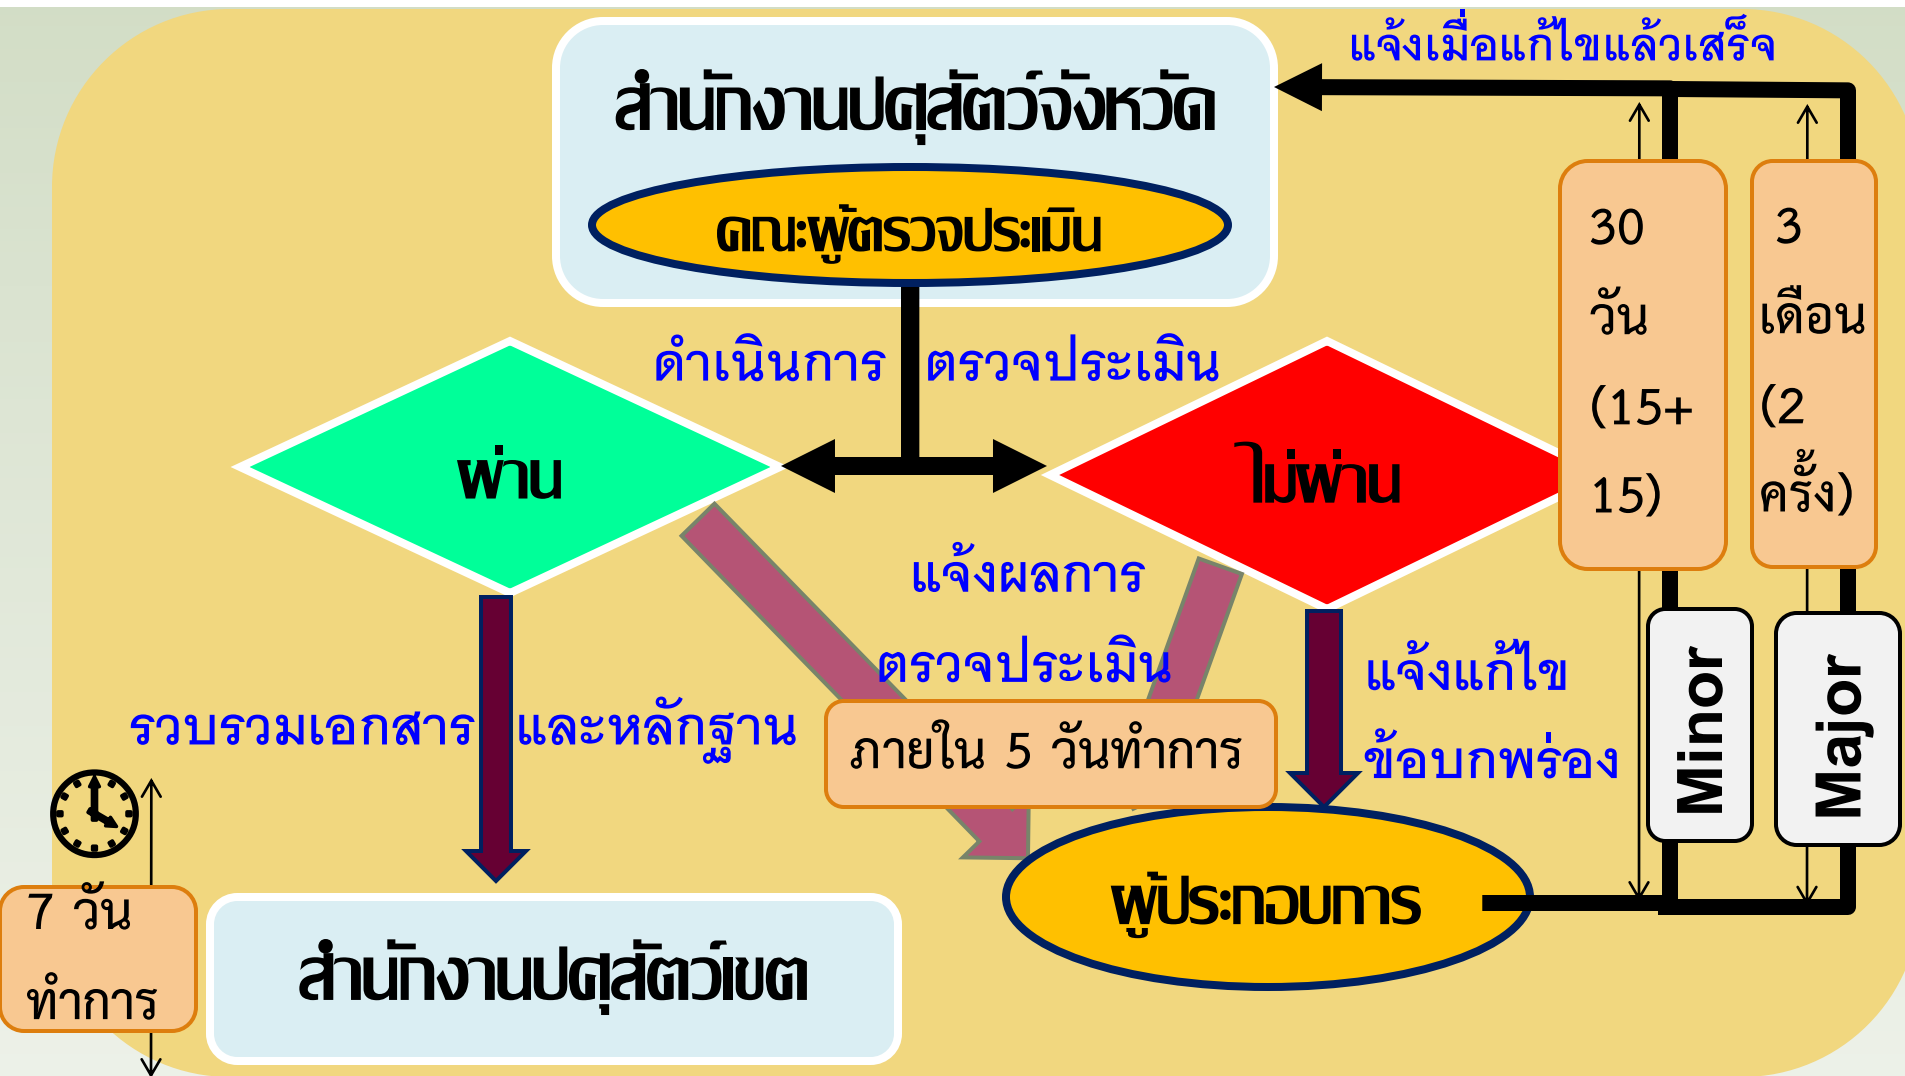 แจ้งเมื่อแก้ไขแล้วเสร็จ
สำนักงานปศุสัตว์จังหวัด
คณะผู้ตรวจประเมิน
ดำเนินการ ตรวจประเมิน
ผ่าน
ไม่ผ่าน
30
วัน
(15+
15)
3
เดือน
(2
ครั้ง)
แจ้งผลการ
ตรวจประเมิน
ภายใน 5 วันทำการ
แจ้งแก้ไข
ข้อบกพร่อง
Minor
Major
รวบรวมเอกสาร และหลักฐาน
7 วัน
ทำการ
สำนักงานปศุสัตว์เขต
ผู้ประกอบการ